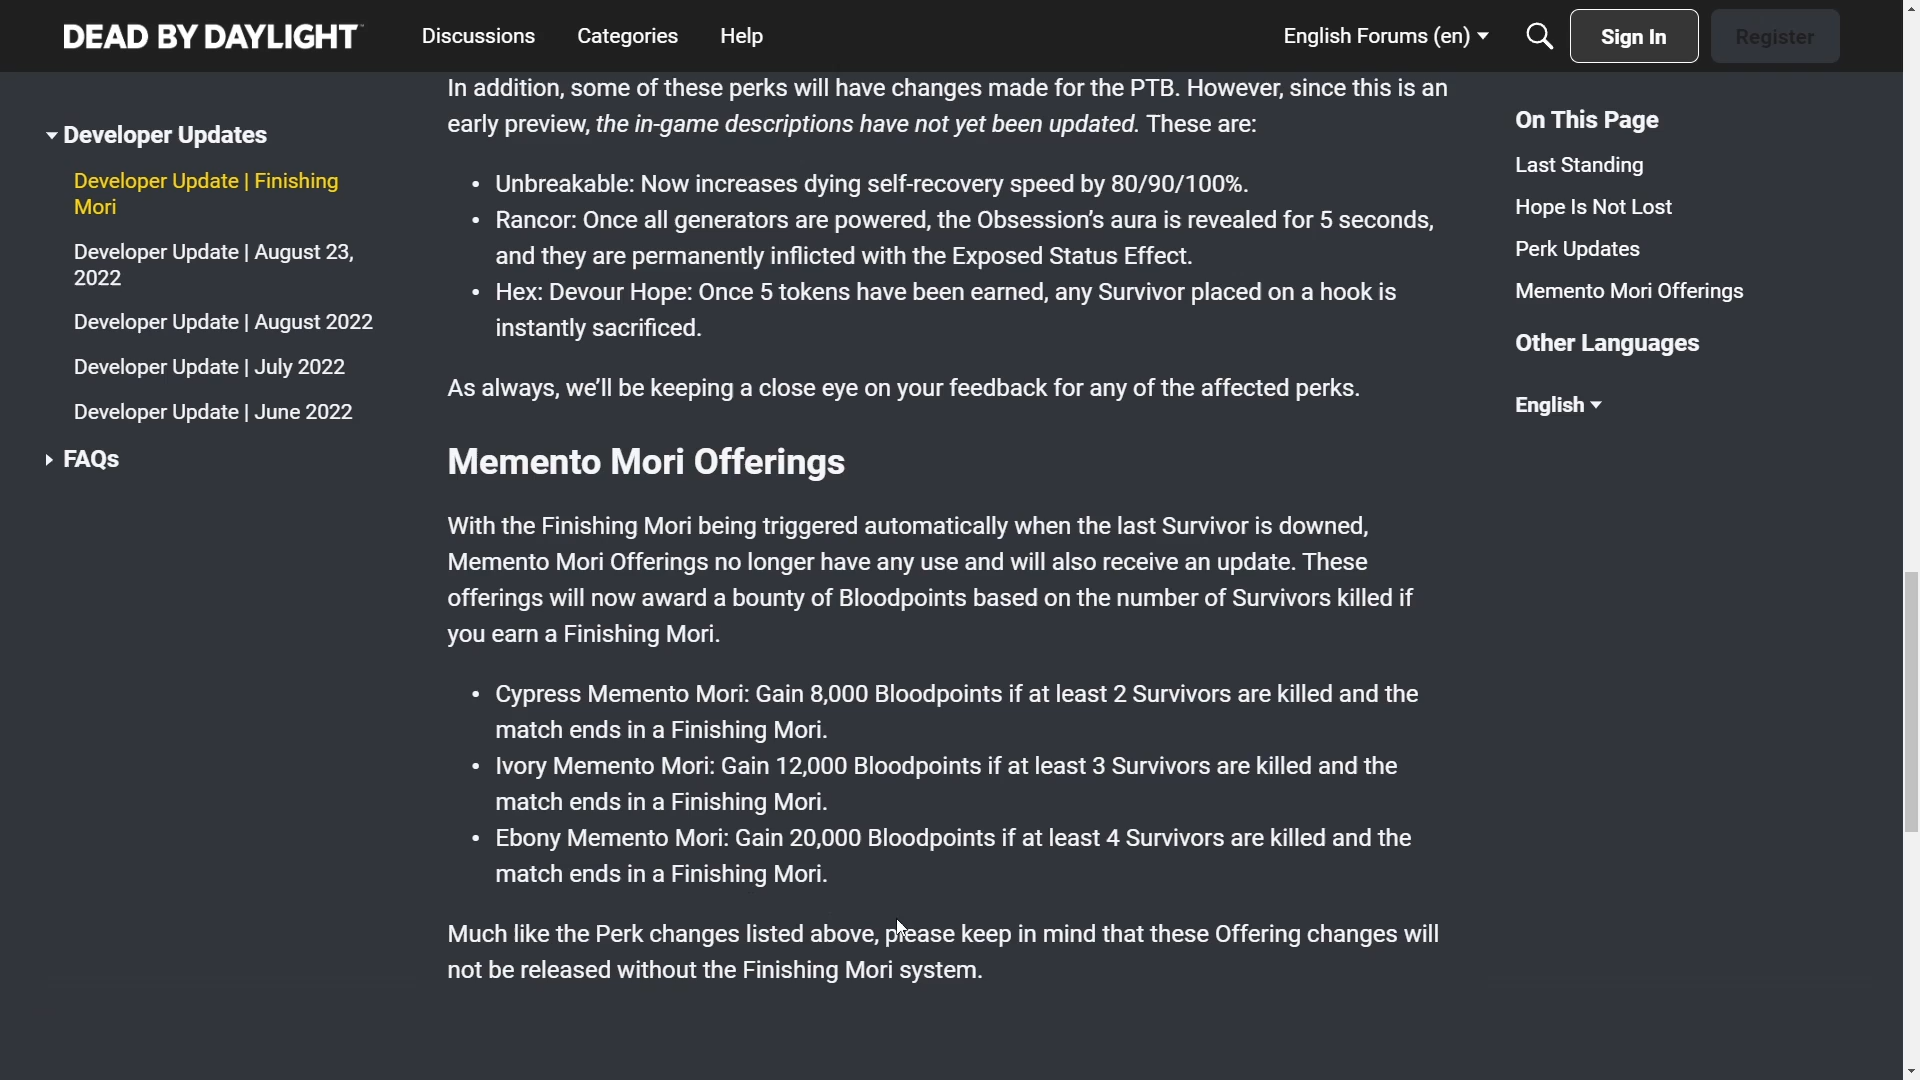 DEAD BY DAYLIGHT
Discussions
Categories
Help
English Forums (en)
Sign In
Register
Developer Updates
Developer Update | Finishing
Mori
Developer Update | August 23,
2022
Developer Update | August 2022
Developer Update | July 2022
Developer Update | June 2022
FAQs
In addition, some of these perks will have changes made for the PTB. However, since this is an
early preview, the in-game descriptions have not yet been updated. These are:
• Unbreakable: Now increases dying self-recovery speed by 80/90/100%.
• Rancor: Once all generators are powered, the Obsession's aura is revealed for 5 seconds,
and they are permanently inflicted with the Exposed Status Effect.
• Hex: Devour Hope: Once 5 tokens have been earned, any Survivor placed on a hook is
instantly sacrificed.
As always, we'll be keeping a close eye on your feedback for any of the affected perks.
Memento Mori Offerings
With the Finishing Mori being triggered automatically when the last Survivor is downed,
Memento Mori Offerings no longer have any use and will also receive an update. These
offerings will now award a bounty of Bloodpoints based on the number of Survivors killed if
you earn a Finishing Mori.
• Cypress Memento Mori: Gain 8,000 Bloodpoints if at least 2 Survivors are killed and the
match ends in a Finishing Mori.
• Ivory Memento Mori: Gain 12,000 Bloodpoints if at least 3 Survivors are killed and the
match ends in a Finishing Mori.
• Ebony Memento Mori: Gain 20,000 Bloodpoints if at least 4 Survivors are killed and the
match ends in a Finishing Mori.
Much like the Perk changes listed above, please keep in mind that these Offering changes will
not be released without the Finishing Mori system.
On This Page
Last Standing
Hope Is Not Lost
Perk Updates
Memento Mori Offerings
Other Languages
English